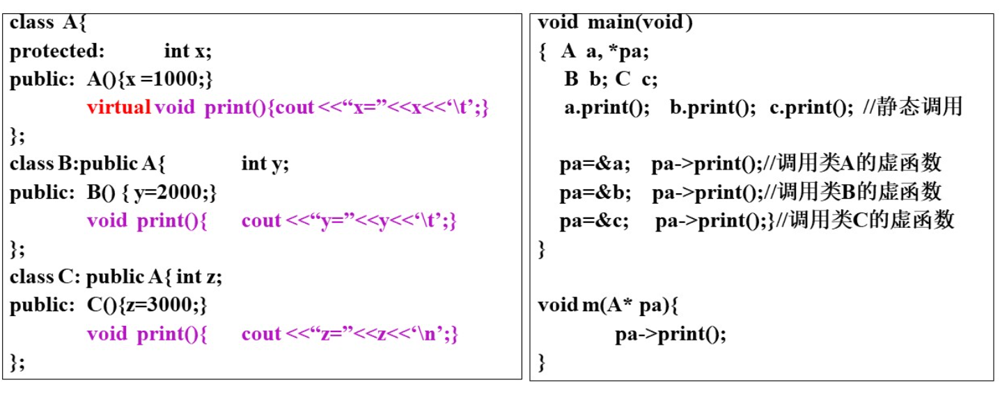 class A{
protected: int x;
public: A(){x =1000;}
virtual void print(){cout <<“x=”<<x<<‘\t’;}
};
class B:public A{ int y;
public: B() { y=2000;}
void print(){ cout <<“y=”<<y<<‘\t’;}
};
class C: public A{ int z;
public: C(){z=3000;}
void print(){ cout <<“z=”<<z<<‘\n’;}
};
void main(void)
{ A a, *pa;
B b; C c;
a.print(); b.print(); c.print(); //静态调用
pa=&a; pa->print();//调用类A的虚函数
pa=&b; pa->print();//调用类B的虚函数
pa=&c; pa->print();}//调用类C的虚函数
}
void m(A* pa){
pa->print();
}